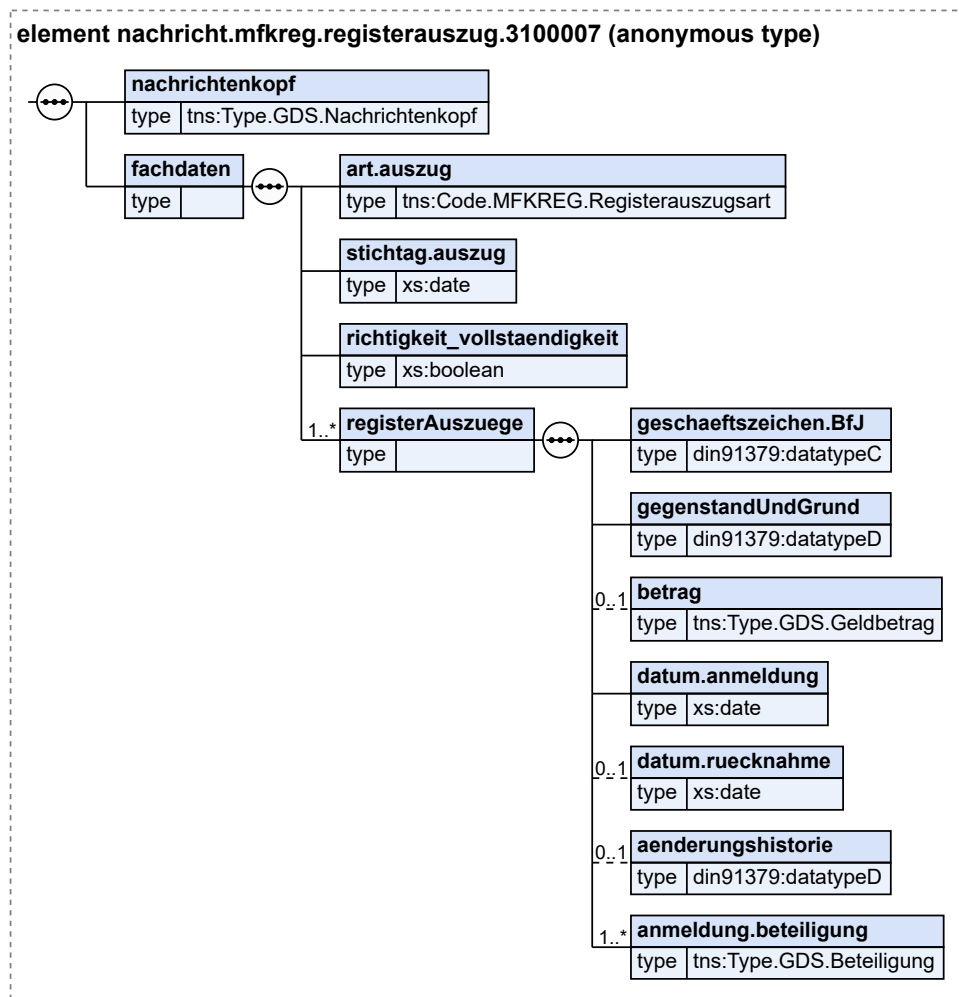 element nachricht.mfkreg.registerauszug.3100007 (anonymous type)
nachrichtenkopf
type tns:Type.GDS.Nachrichtenkopf
fachdaten
type
art.auszug
type tns:Code.MFKREG.Registerauszugsart
stichtag.auszug
type xs:date
richtigkeit_vollstaendigkeit
type xs:boolean
1..* registerAuszuege
type
geschaeftszeichen.BfJ
type din91379:datatypeC
gegenstandUndGrund
type din91379:datatypeD
0..1 betrag
type tns:Type.GDS.Geldbetrag
datum.anmeldung
type xs:date
0..1 datum.ruecknahme
type xs:date
0..1 aenderungshistorie
type din91379:datatypeD
1..* anmeldung.beteiligung
type tns:Type.GDS.Beteiligung